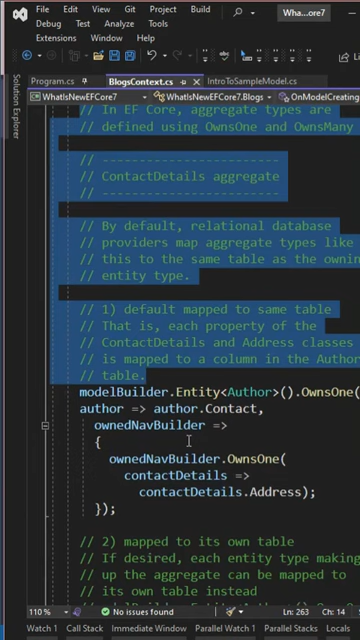 File Edit View Git Project Build
Debug Test Analyze Tools
Extensions Window Help
Wha...ore7
Program.cs
BlogsContext.cs
IntroToSampleModel.cs
Solution Explorer
WhatIsNewEFCore7
WhatIsNewEFCore7.Blogs
OnModelCreating
// In EF Core, aggregate types are
// defined using OwnsOne and OwnsMany
// ------------------------
// ContactDetails aggregate
// ------------------------
// By default, relational database
// providers map aggregate types like
// this to the same table as the owning
// entity type.
// 1) default mapped to same table
// That is, each property of the
// ContactDetails and Address classes
// is mapped to a column in the Author
// table.
modelBuilder.Entity<Author>().OwnsOne(
author => author.Contact,
ownedNavBuilder =>
{
ownedNavBuilder.OwnsOne(
contactDetails =>
contactDetails.Address);
});
// 2) mapped to its own table
// If desired, each entity type making
// up the aggregate can be mapped to
// its own table instead
110 %
No issues found
Ln: 263 Ch: 14
Watch 1 Call Stack Immediate Window Watch 1